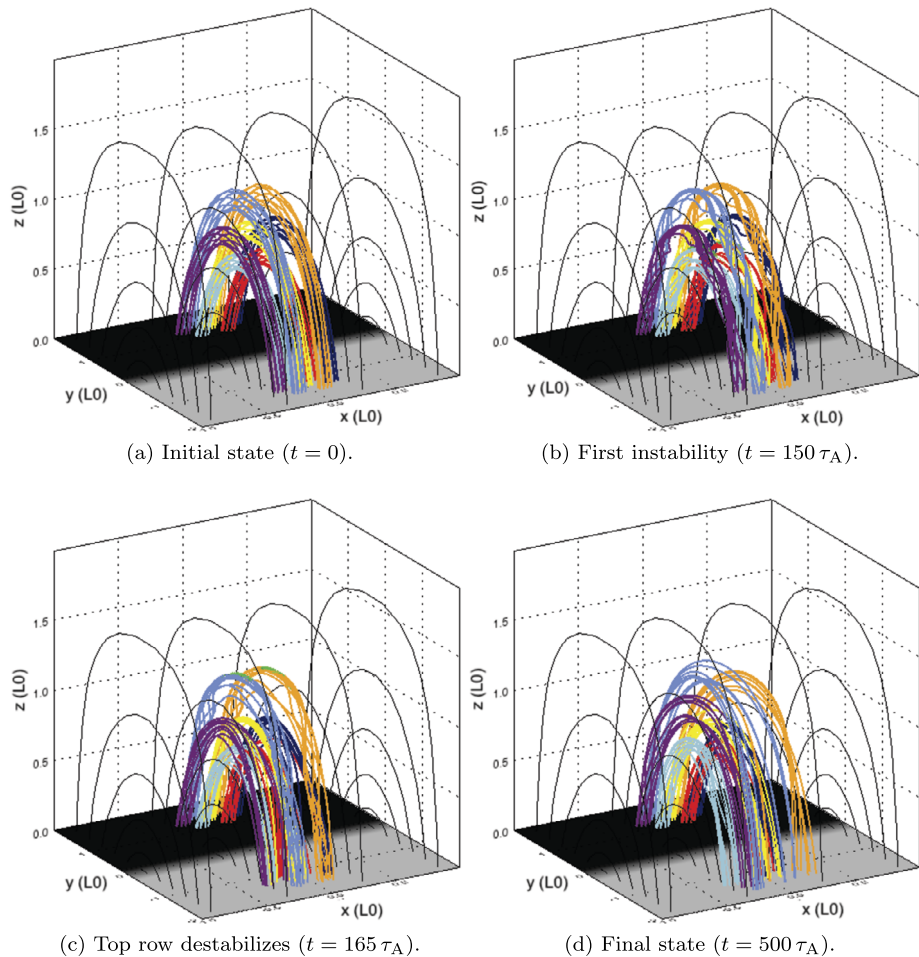 1.5
1.0
0.5
0.0
z (L0)
y (L0)
x (L0)
1.5
1.0
0.5
0.0
z (L0)
y (L0)
x (L0)
(a) Initial state (t = 0).
(b) First instability (t = 150 τA).
1.5
1.0
0.5
0.0
z (L0)
y (L0)
x (L0)
1.5
1.0
0.5
0.0
z (L0)
y (L0)
x (L0)
(c) Top row destabilizes (t = 165 τA).
(d) Final state (t = 500 τA).